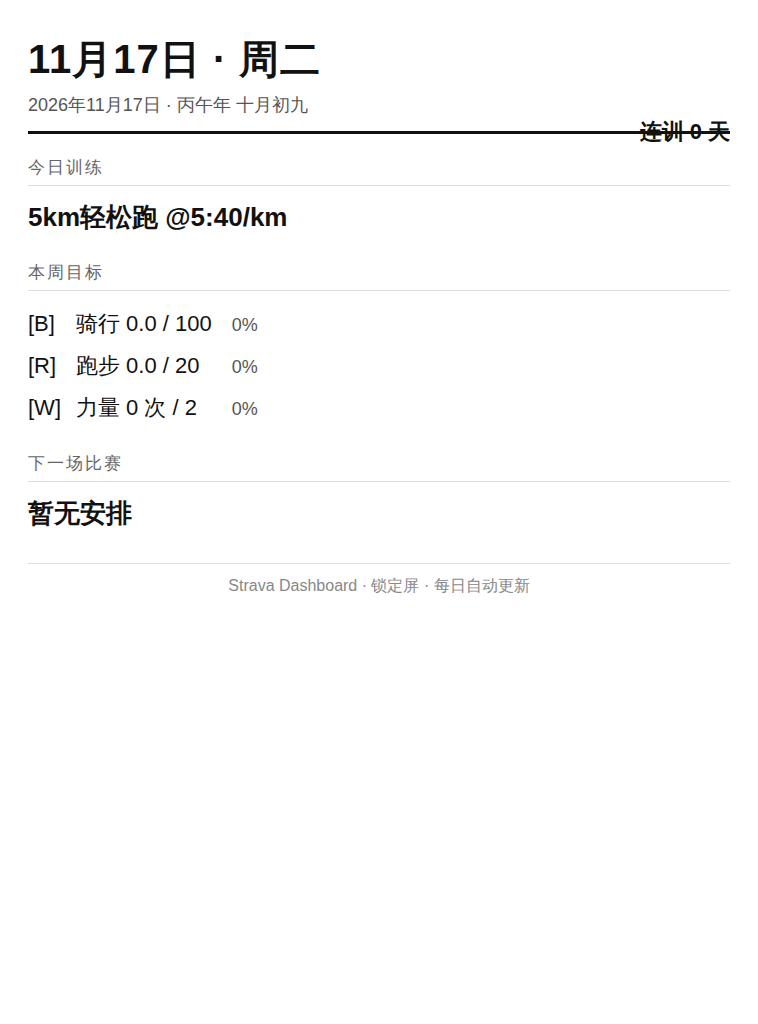 11月17日 · 周二
2026年11月17日 · 丙午年 十月初九
连训 0 天
今日训练
5km轻松跑 @5:40/km
本周目标
[B] 骑行 0.0 / 100 0%
[R] 跑步 0.0 / 20 0%
[W] 力量 0 次 / 2 0%
下一场比赛
暂无安排
Strava Dashboard · 锁定屏 · 每日自动更新